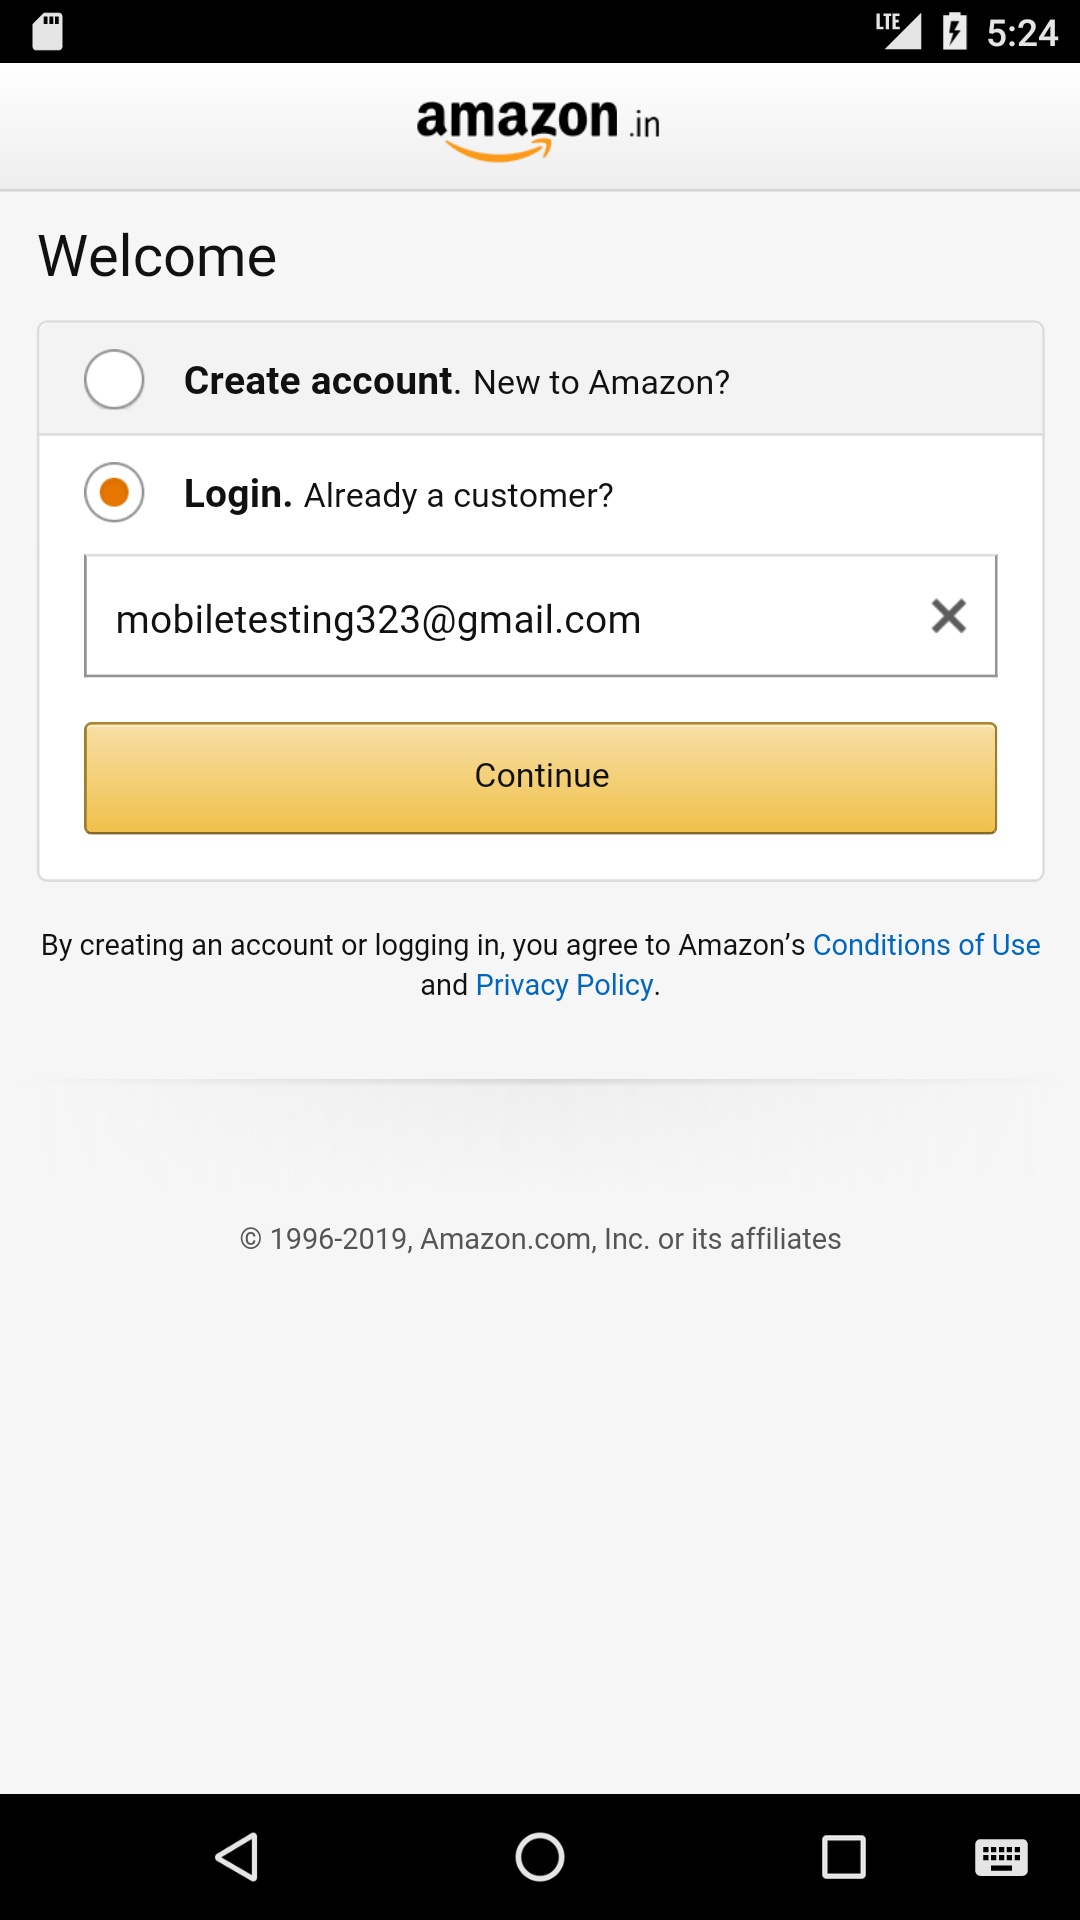 LTE 5:24
amazon.in
Welcome
Create account. New to Amazon?
Login. Already a customer?
mobiletesting323@gmail.com
Continue
By creating an account or logging in, you agree to Amazon’s Conditions of Use
and Privacy Policy.
© 1996-2019, Amazon.com, Inc. or its affiliates